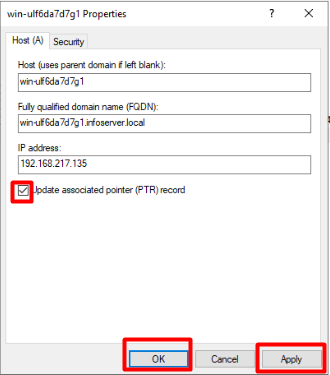 win-ulf6da7d7g1 Properties ? ×
Host (A) Security
Host (uses parent domain if left blank):
win-ulf6da7d7g1
Fully qualified domain name (FQDN):
win-ulf6da7d7g1.infoserver.local
IP address:
192.168.217.135
Update associated pointer (PTR) record
OK Cancel Apply